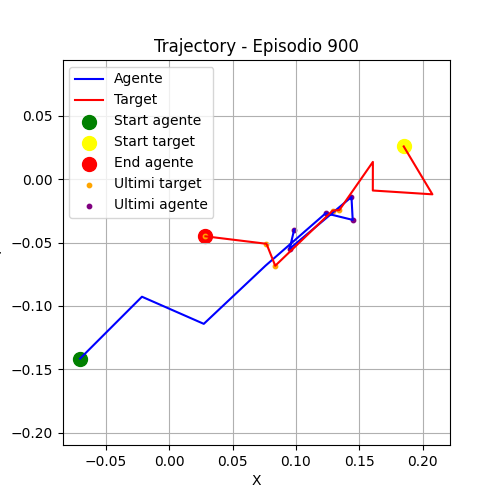 Trajectory - Episodio 900
Agente
Target
Start agente
Start target
End agente
Ultimi target
Ultimi agente
0.05
0.00
−0.05
−0.10
−0.15
−0.20
−0.05
0.00
0.05
0.10
0.15
0.20
X